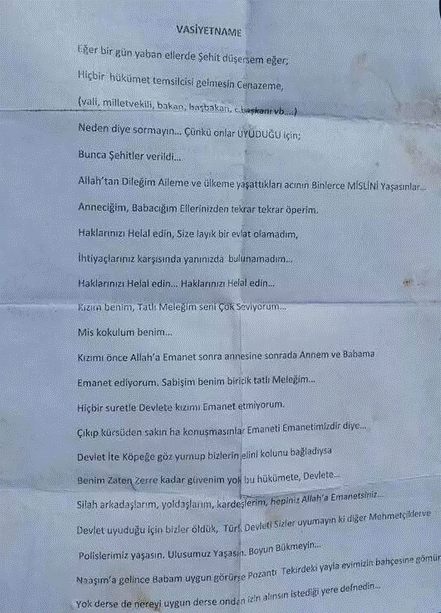 VASİYETNAME
Eğer bir gün yaban ellerde Şehit düşersem eğer;
Hiçbir hükümet temsilcisi gelmesin Cenazeme,
(vali, milletvekili, bakan, başbakan, c.başkanı vb....)
Neden diye sormayın... Çünkü onlar UYUDUĞU için;
Bunca Şehitler verildi...
Allah'tan Dileğim Aileme ve ülkeme yaşattıkları acının Binlerce MİSLİNİ Yaşasınlar...
Anneciğim, Babacığım Ellerinizden tekrar tekrar öperim.
Haklarınızı Helal edin, Size layık bir evlat olamadım,
İhtiyaçlarınız karşısında yanınızda bulunamadım...
Haklarınızı Helal edin... Haklarınızı Helal edin...
Kızım benim, Tatlı Meleğim seni Çok Seviyorum...
Mis kokulum benim...
Kızımı önce Allah'a Emanet sonra annesine sonrada Annem ve Babama
Emanet ediyorum. Sabişim benim biricik tatlı Meleğim...
Hiçbir suretle Devlete kızımı Emanet etmiyorum.
Çıkıp kürsüden sakın ha konuşmasınlar Emaneti Emanetimizdir diye...
Devlet İte Köpeğe göz yumup bizlerin elini kolunu bağladıysa
Benim Zaten Zerre kadar güvenim yok bu hükümete, Devlete...
Silah arkadaşlarım, yoldaşlarım, kardeşlerim, hepiniz Allah'a Emanetsiniz...
Devlet uyuduğu için bizler öldük, Türk Devleti Sizler uyumayın ki diğer Mehmetçiklerve
Polislerimiz yaşasın. Ulusumuz Yaşasın. Boyun Bükmeyin...
Naaşım'a gelince Babam uygun görürse Pozantı Tekirdeki yayla evimizin bahçesine gömün
Yok derse de nereyi uygun derse ondan izin alınsın istediği yere defnedin...